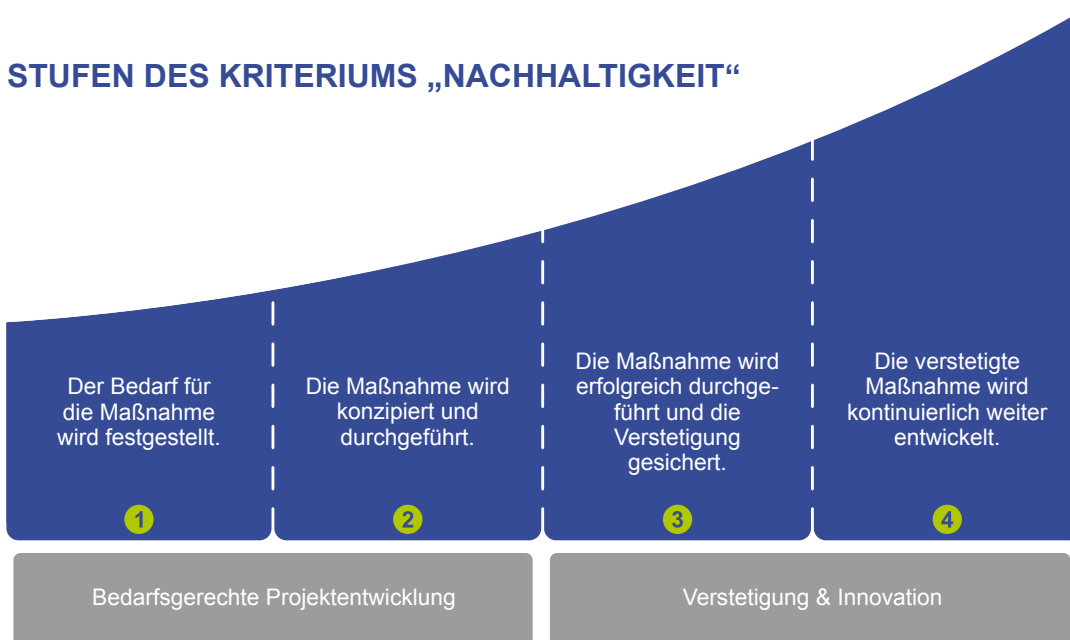 STUFEN DES KRITERIUMS „NACHHALTIGKEIT“
Der Bedarf für
die Maßnahme
wird festgestellt.
1
Die Maßnahme wird
konzipiert und
durchgeführt.
2
Die Maßnahme wird
erfolgreich durchge-
führt und die
Verstetigung
gesichert.
3
Die verstetigte
Maßnahme wird
kontinuierlich weiter
entwickelt.
4
Bedarfsgerechte Projektentwicklung
Verstetigung & Innovation